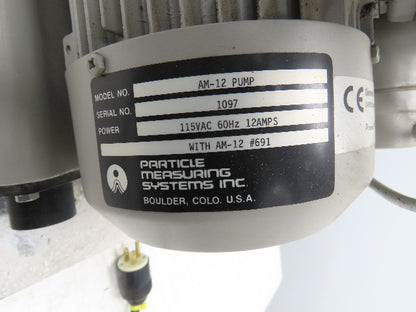 MODEL NO. AM-12 PUMP
SERIAL NO. 1097
POWER 115VAC 60Hz 12AMPS
WITH AM-12 #691
PARTICLE
MEASURING
SYSTEMS INC.
BOULDER, COLO. U.S.A.
CE